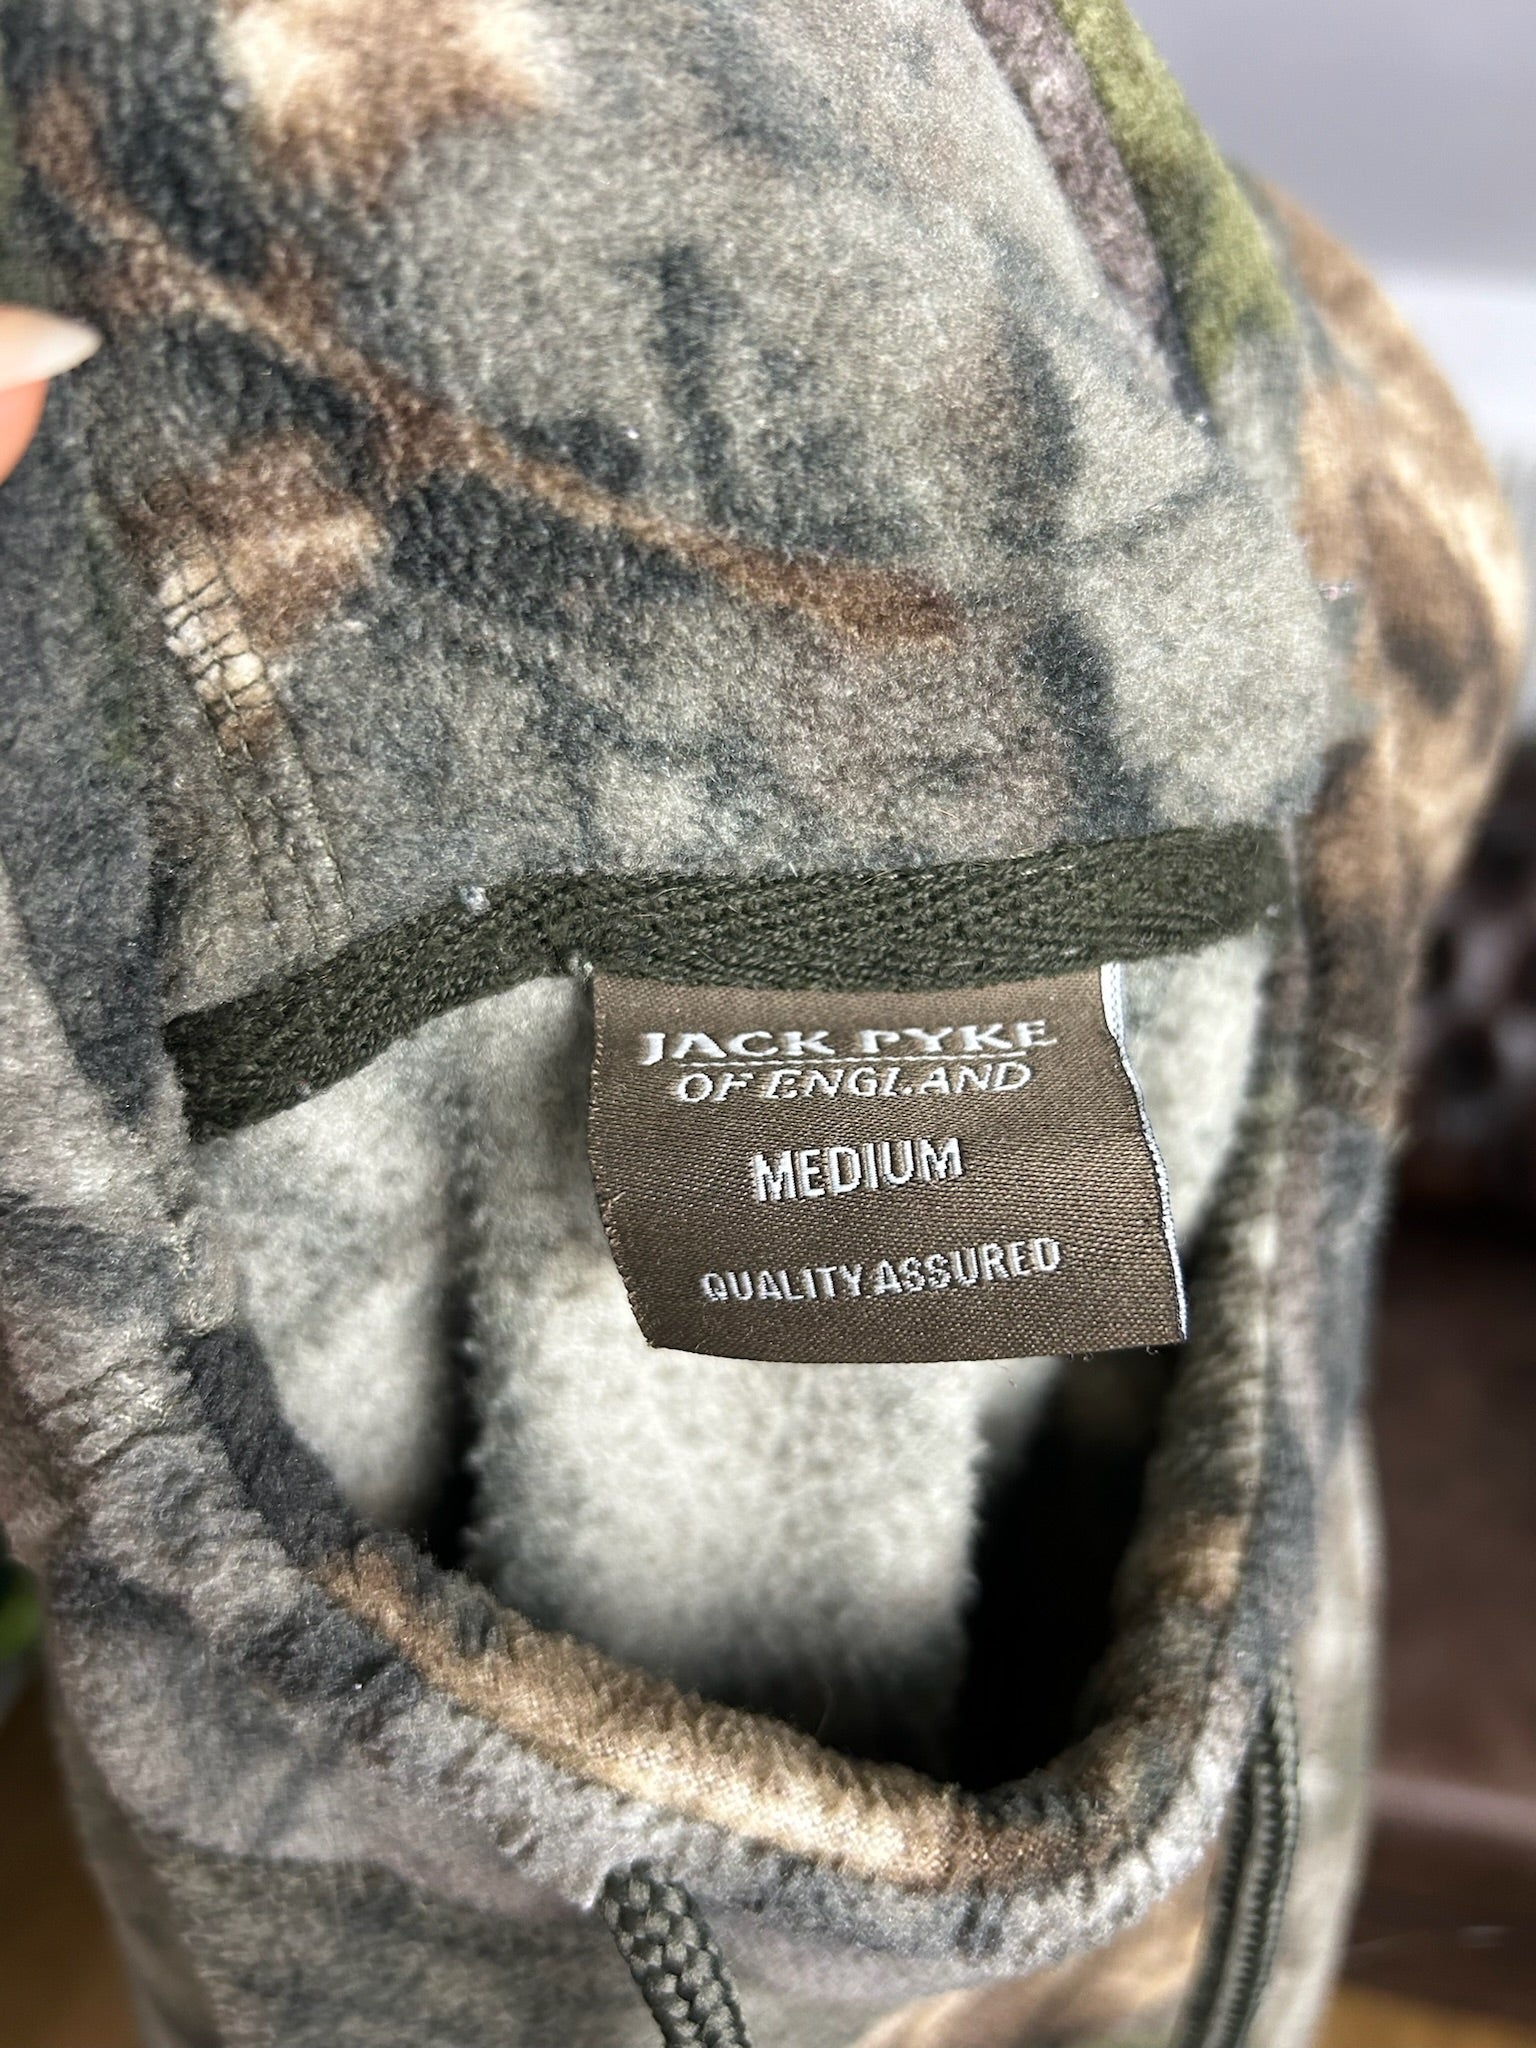 JACK PYKE
OF ENGLAND
MEDIUM
QUALITY ASSURED